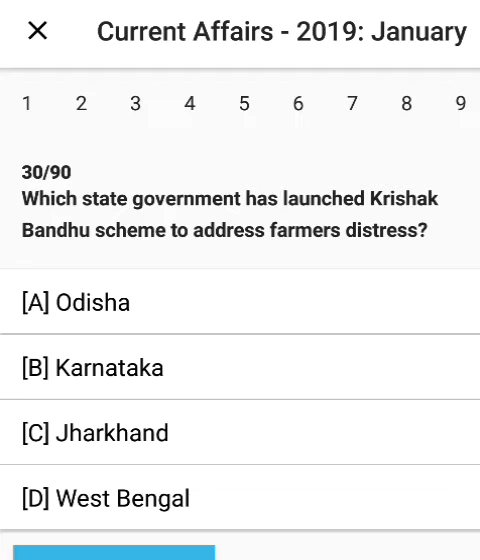 × Current Affairs - 2019: January
1 2 3 4 5 6 7 8 9
30/90
Which state government has launched Krishak
Bandhu scheme to address farmers distress?
[A] Odisha
[B] Karnataka
[C] Jharkhand
[D] West Bengal